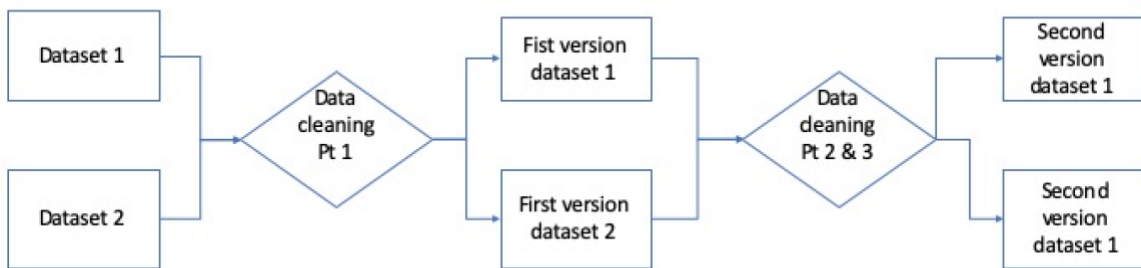 Dataset 1
Dataset 2
Data
cleaning
Pt 1
Fist version
dataset 1
First version
dataset 2
Data
cleaning
Pt 2 & 3
Second
version
dataset 1
Second
version
dataset 1